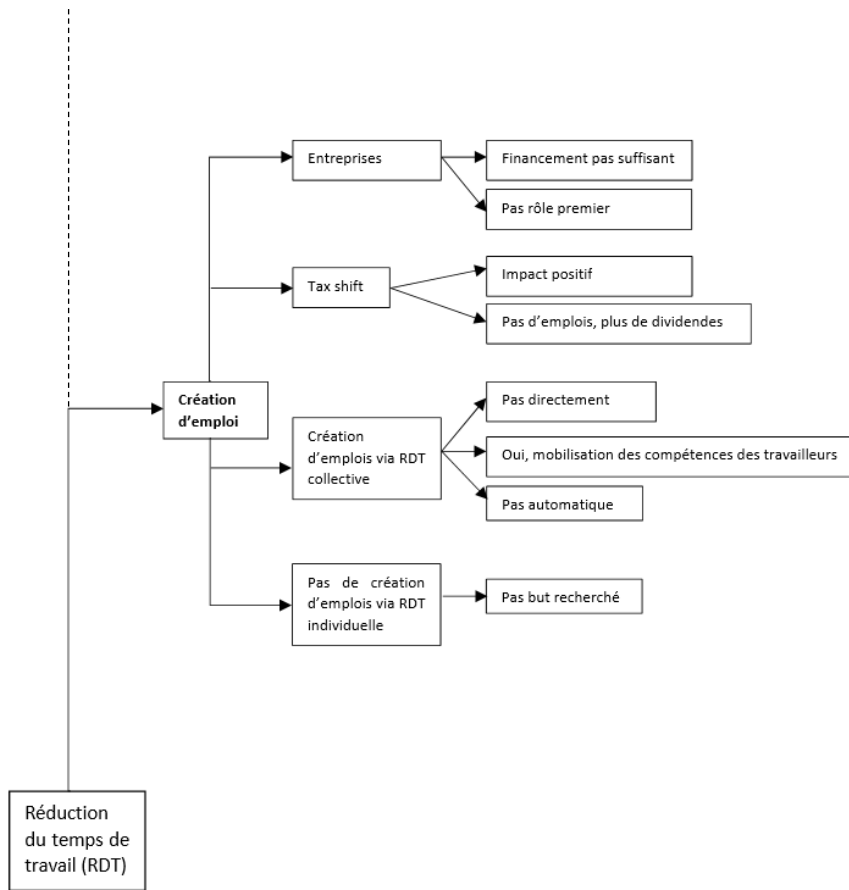 Entreprises
Financement pas suffisant
Pas rôle premier
Tax shift
Impact positif
Pas d’emplois, plus de dividendes
Création
d’emploi
Création
d’emplois via RDT
collective
Pas directement
Oui, mobilisation des compétences des travailleurs
Pas automatique
Pas de création
d’emplois via RDT
individuelle
Pas but recherché
Réduction
du temps de
travail (RDT)